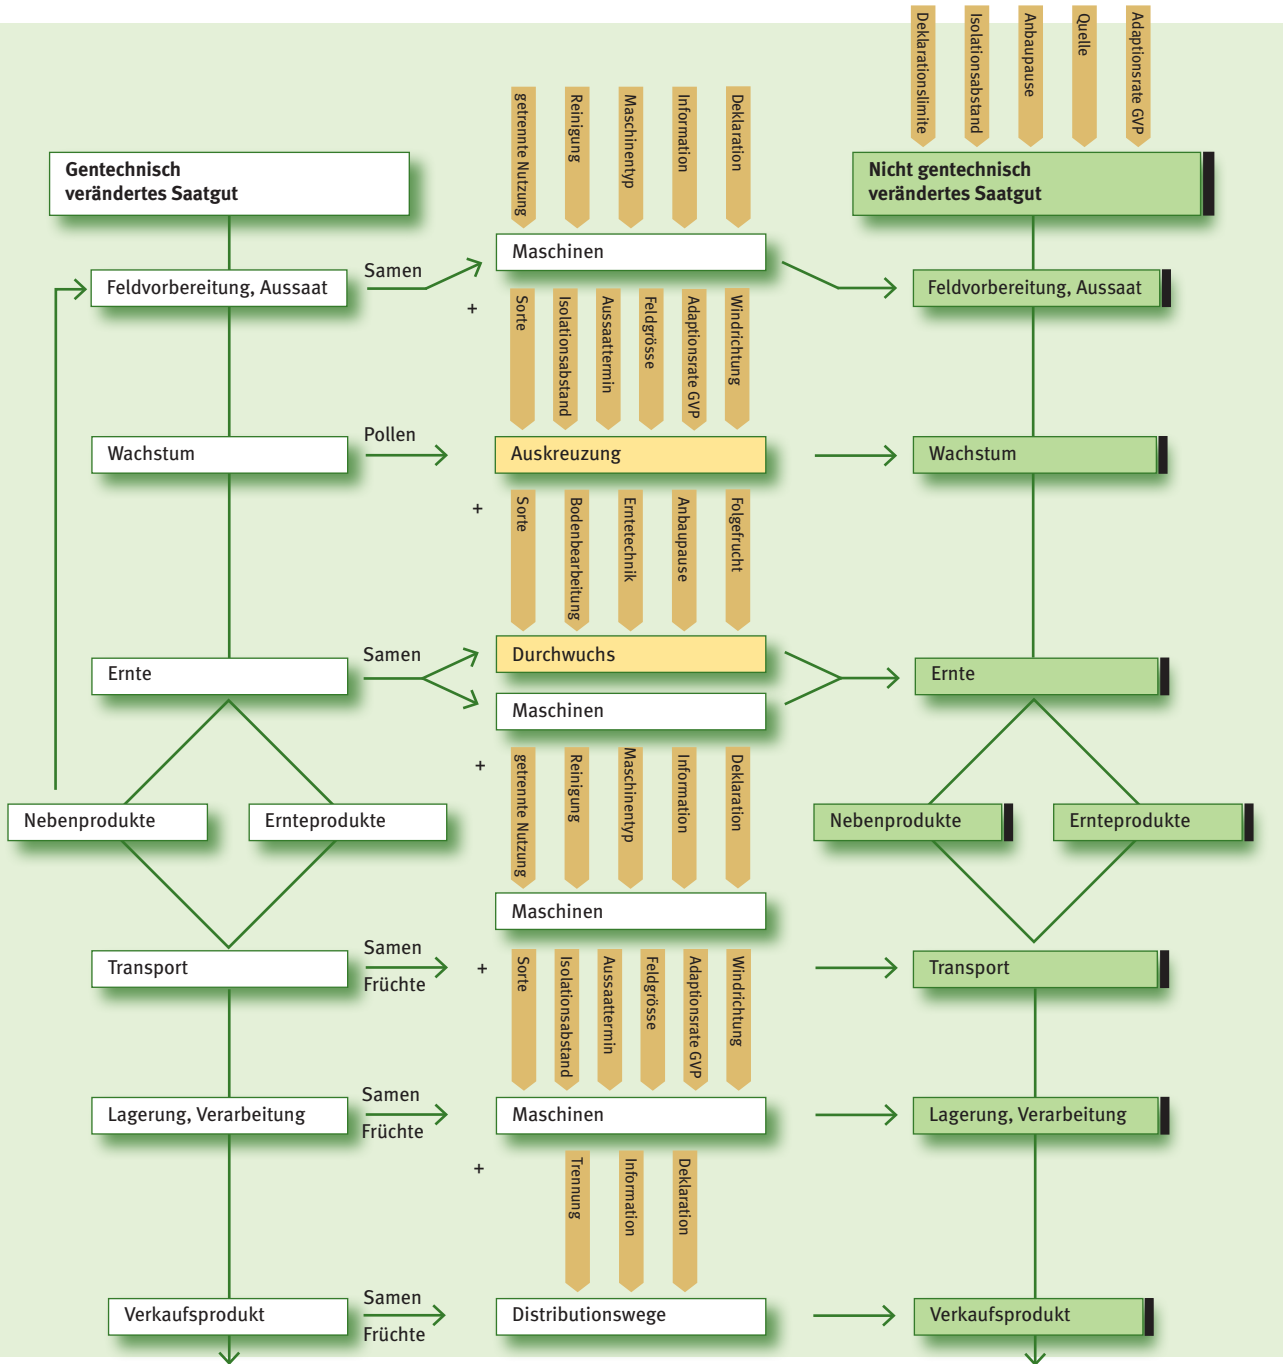 Deklarationslimite
Isolationsabstand
Anbaupause
Quelle
Adaptionsrate GVP
getrennte Nutzung
Reinigung
Maschinentyp
Information
Deklaration
Gentechnisch
verändertes Saatgut
Nicht gentechnisch
verändertes Saatgut
Maschinen
Samen
Feldvorbereitung, Aussaat
Feldvorbereitung, Aussaat
+
Sorte
Isolationsabstand
Aussaattermin
Feldgrösse
Adaptionsrate GVP
Windrichtung
Pollen
Wachstum
Auskreuzung
Wachstum
+
Sorte
Bodenbearbeitung
Erntetechnik
Anbaupause
Folgefrucht
Samen
Durchwuchs
Ernte
Ernte
Maschinen
+
getrennte Nutzung
Reinigung
Maschinentyp
Information
Deklaration
Nebenprodukte
Ernteprodukte
Nebenprodukte
Ernteprodukte
Maschinen
Samen
Transport
Früchte
+
Sorte
Isolationsabstand
Aussaattermin
Feldgrösse
Adaptionsrate GVP
Windrichtung
Transport
Samen
Lagerung, Verarbeitung
Früchte
Maschinen
Lagerung, Verarbeitung
+
Trennung
Information
Deklaration
Samen
Verkaufsprodukt
Früchte
Distributionswege
Verkaufsprodukt